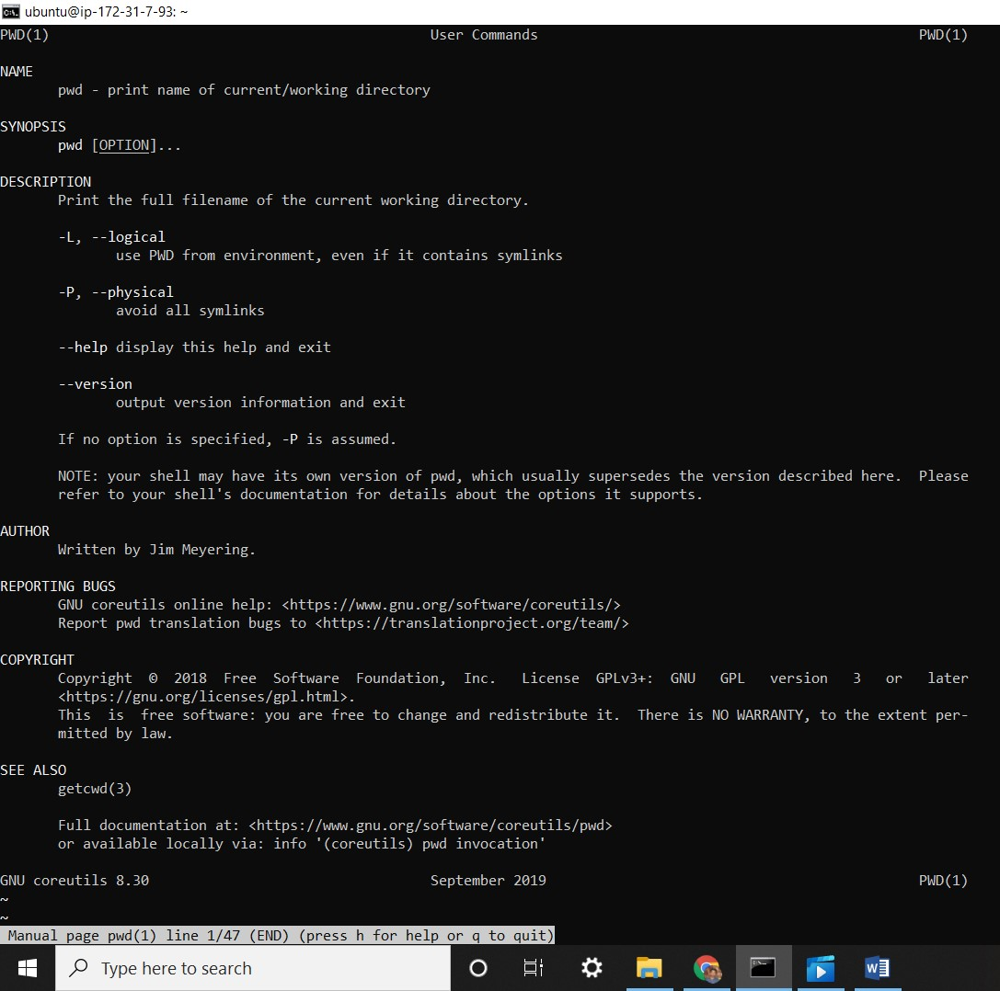 ubuntu@ip-172-31-7-93: ~
PWD(1) User Commands PWD(1)
NAME
pwd - print name of current/working directory
SYNOPSIS
pwd [OPTION]...
DESCRIPTION
Print the full filename of the current working directory.
-L, --logical
use PWD from environment, even if it contains symlinks
-P, --physical
avoid all symlinks
--help display this help and exit
--version
output version information and exit
If no option is specified, -P is assumed.
NOTE: your shell may have its own version of pwd, which usually supersedes the version described here. Please
refer to your shell's documentation for details about the options it supports.
AUTHOR
Written by Jim Meyering.
REPORTING BUGS
GNU coreutils online help: <https://www.gnu.org/software/coreutils/>
Report pwd translation bugs to <https://translationproject.org/team/>
COPYRIGHT
Copyright © 2018 Free Software Foundation, Inc. License GPLv3+: GNU GPL version 3 or later
<https://gnu.org/licenses/gpl.html>.
This is free software: you are free to change and redistribute it. There is NO WARRANTY, to the extent per-
mitted by law.
SEE ALSO
getcwd(3)
Full documentation at: <https://www.gnu.org/software/coreutils/pwd>
or available locally via: info '(coreutils) pwd invocation'
GNU coreutils 8.30 September 2019 PWD(1)
~
~
Manual page pwd(1) line 1/47 (END) (press h for help or q to quit)
Type here to search